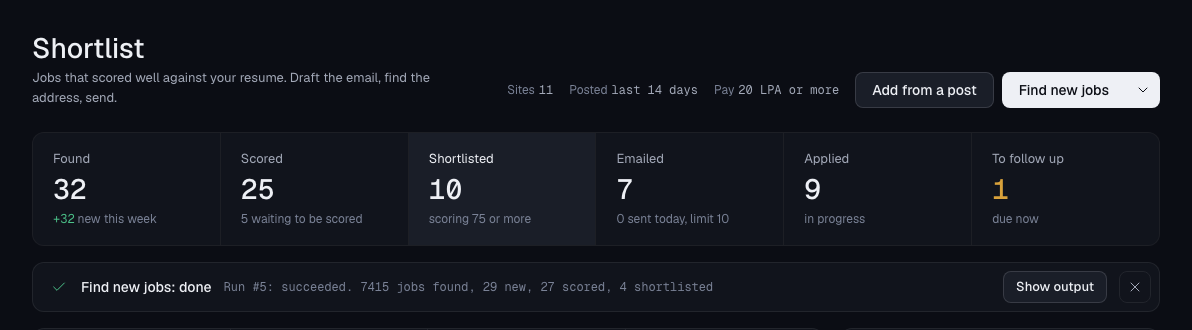 Shortlist
Jobs that scored well against your resume. Draft the email, find the
address, send.
Sites 11 Posted last 14 days Pay 20 LPA or more
Add from a post
Find new jobs
Found
32
+32 new this week
Scored
25
5 waiting to be scored
Shortlisted
10
scoring 75 or more
Emailed
7
0 sent today, limit 10
Applied
9
in progress
To follow up
1
due now
Find new jobs: done Run #5: succeeded. 7415 jobs found, 29 new, 27 scored, 4 shortlisted
Show output